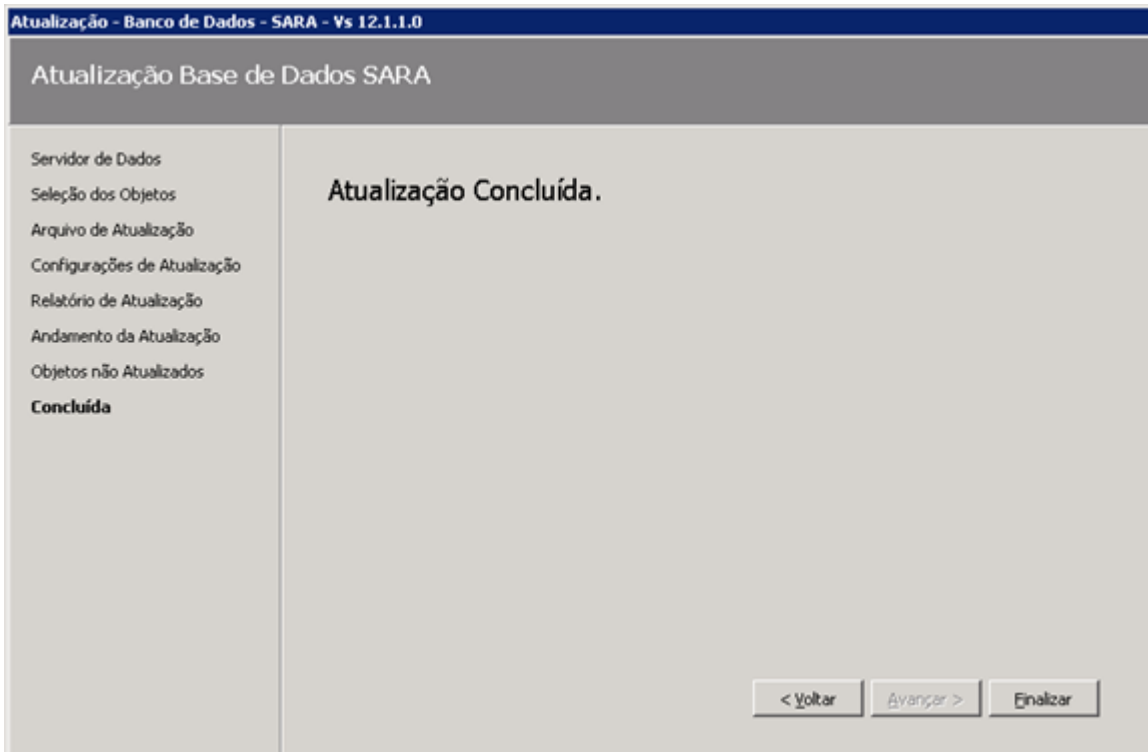 Atualização - Banco de Dados - SARA - Vs 12.1.1.0
Atualização Base de Dados SARA
Servidor de Dados
Seleção dos Objetos
Arquivo de Atualização
Configurações de Atualização
Relatório de Atualização
Andamento da Atualização
Objetos não Atualizados
Concluída
Atualização Concluída.
< Voltar
Avançar >
Finalizar